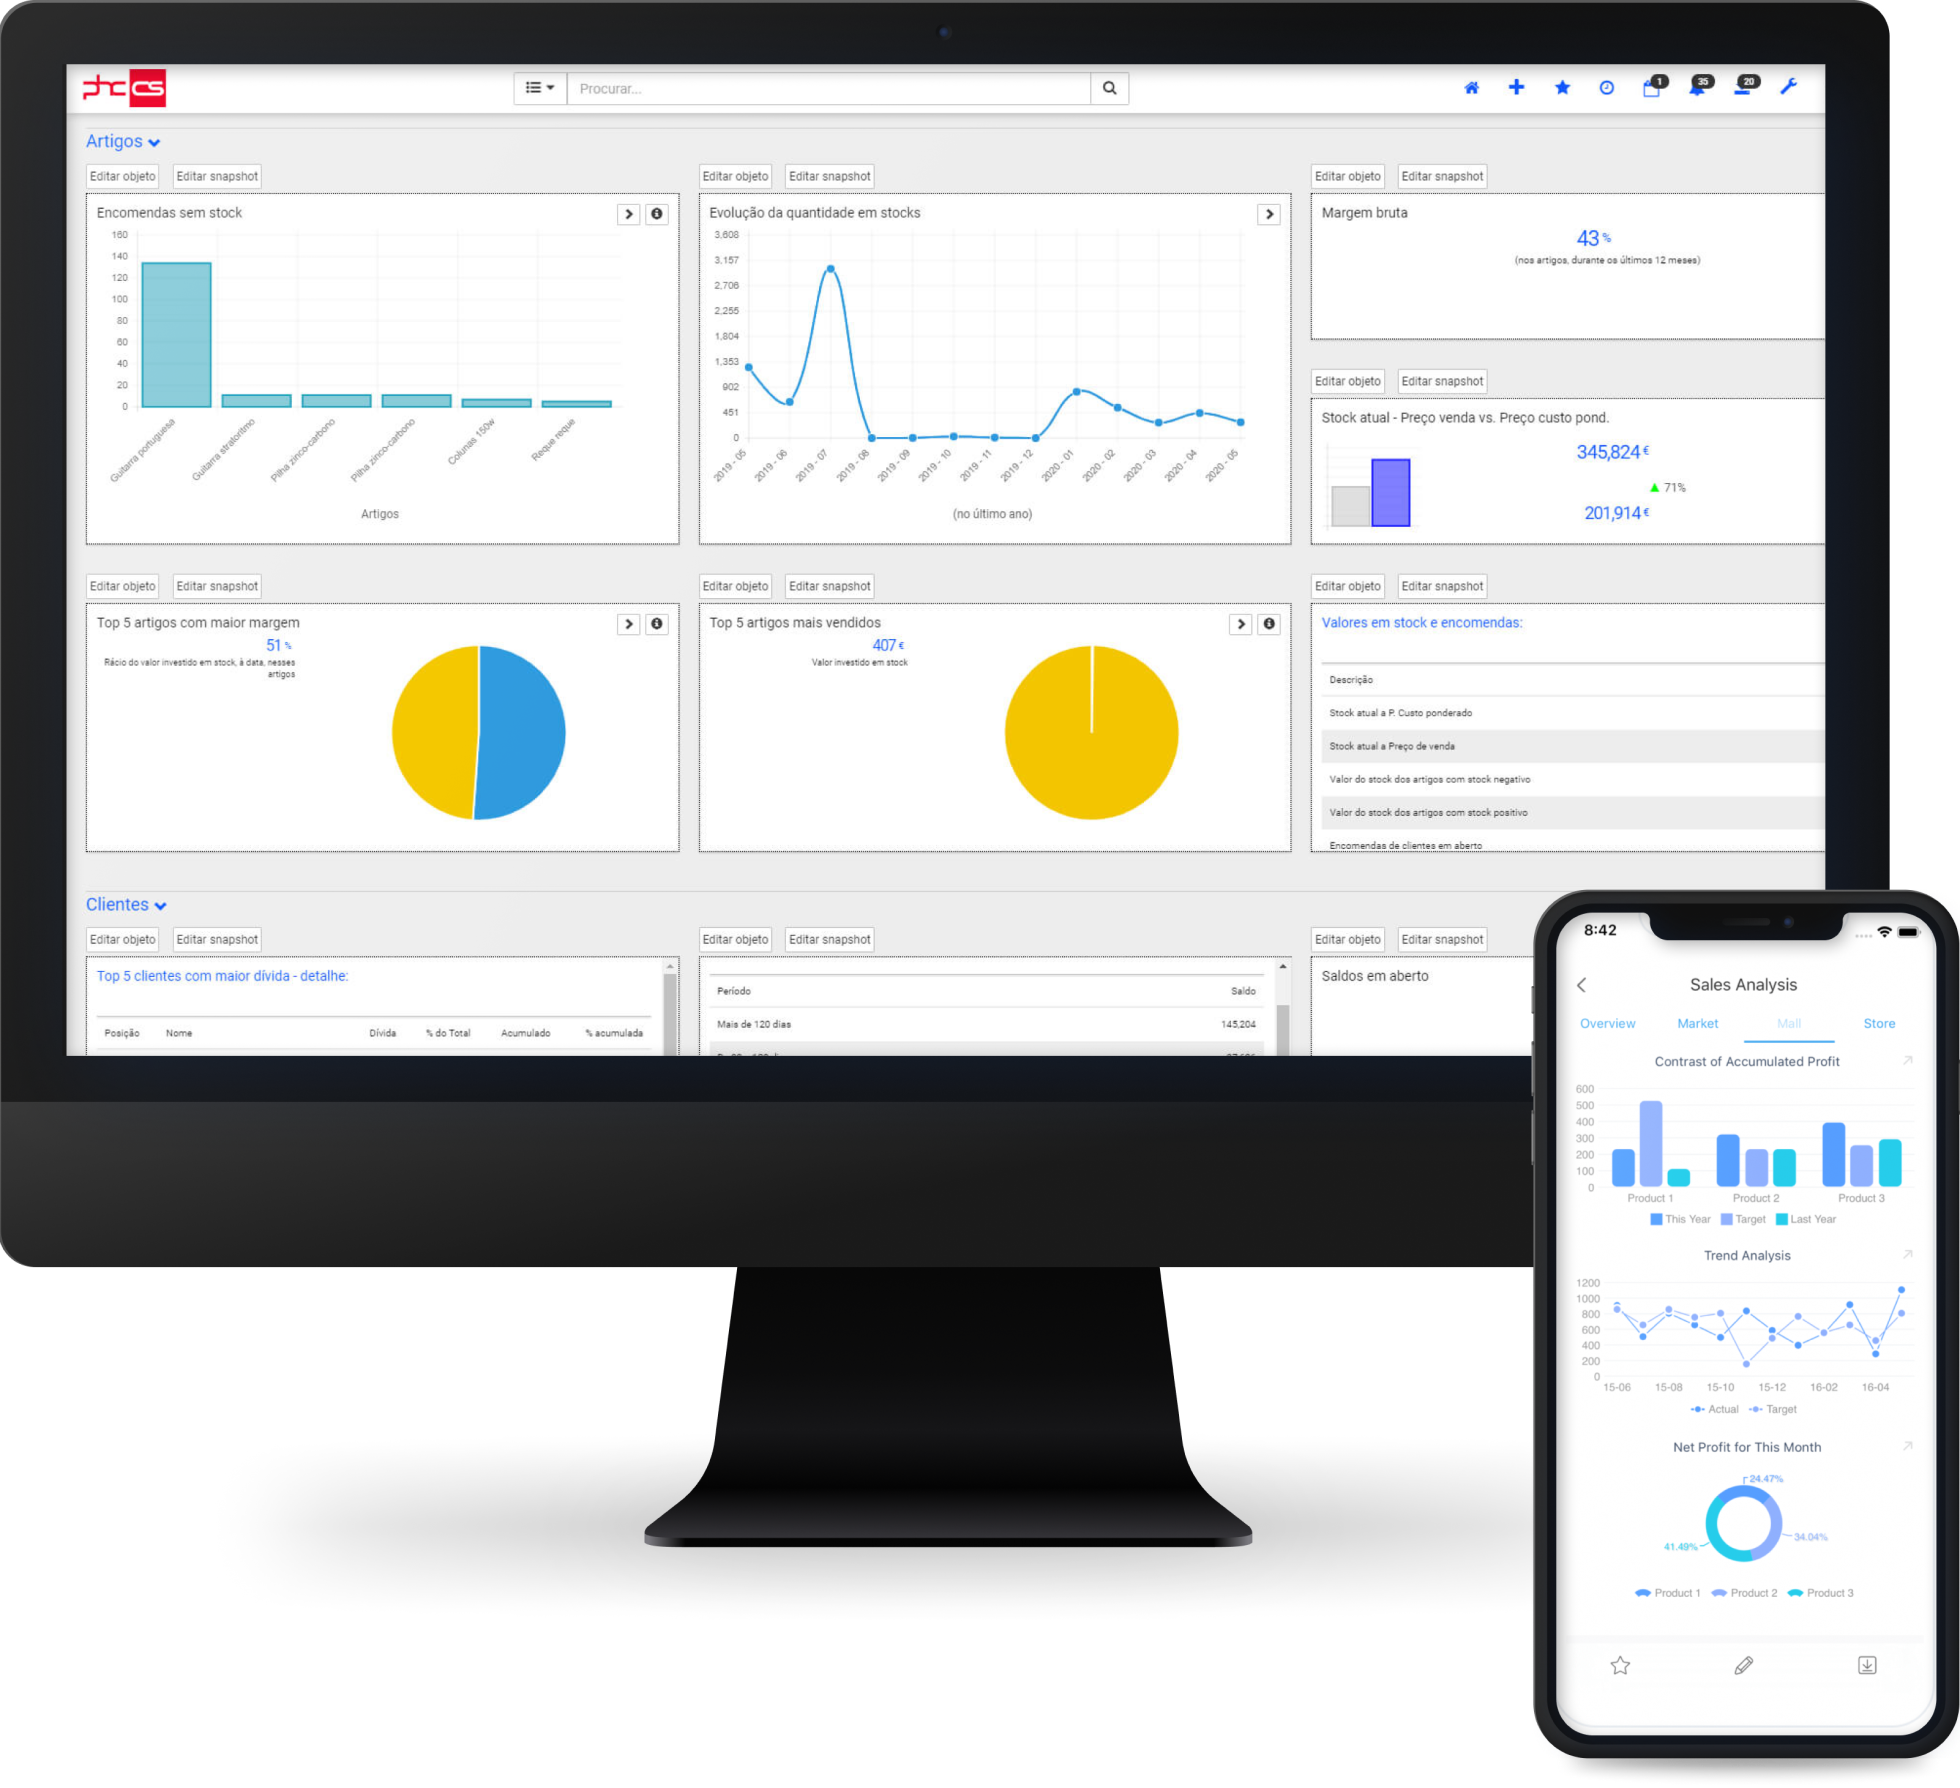 phc cs
Procurar...
1
35
20
Artigos
Editar objeto Editar snapshot
Encomendas sem stock
160
140
120
100
80
60
40
20
0
Guitarra portuguesa
Guitarra stratoritmo
Pilha zinco-carbono
Pilha zinco-carbono
Colunas 150w
Reque reque
Artigos
Editar objeto Editar snapshot
Evolução da quantidade em stocks
3,608
3,157
2,706
2,255
1,804
1,353
902
451
0
2019 - 05
2019 - 06
2019 - 07
2019 - 08
2019 - 09
2019 - 10
2019 - 11
2019 - 12
2020 - 01
2020 - 02
2020 - 03
2020 - 04
2020 - 05
(no último ano)
Editar objeto Editar snapshot
Margem bruta
43 %
(nos artigos, durante os últimos 12 meses)
Editar objeto Editar snapshot
Stock atual - Preço venda vs. Preço custo pond.
345,824 €
71%
201,914 €
Editar objeto Editar snapshot
Top 5 artigos com maior margem
51 %
Rácio do valor investido em stock, à data, nesses
artigos
Editar objeto Editar snapshot
Top 5 artigos mais vendidos
407 €
Valor investido em stock
Editar objeto Editar snapshot
Valores em stock e encomendas:
Descrição
Stock atual a P. Custo ponderado
Stock atual a Preço de venda
Valor do stock dos artigos com stock negativo
Valor do stock dos artigos com stock positivo
Encomendas de clientes em aberto
Clientes
Editar objeto Editar snapshot
Top 5 clientes com maior dívida - detalhe:
Posição Nome Dívida % do Total Acumulado % acumulada
Editar objeto Editar snapshot
Período Saldo
Mais de 120 dias 145,204
Editar objeto Editar snapshot
Saldos em aberto
8:42
Sales Analysis
Overview Market Mall Store
Contrast of Accumulated Profit
600
500
400
300
200
100
0
Product 1 Product 2 Product 3
This Year Target Last Year
Trend Analysis
1200
1000
800
600
400
200
0
15-06 15-08 15-10 15-12 16-02 16-04
Actual Target
Net Profit for This Month
24.47%
34.04%
41.49%
Product 1 Product 2 Product 3